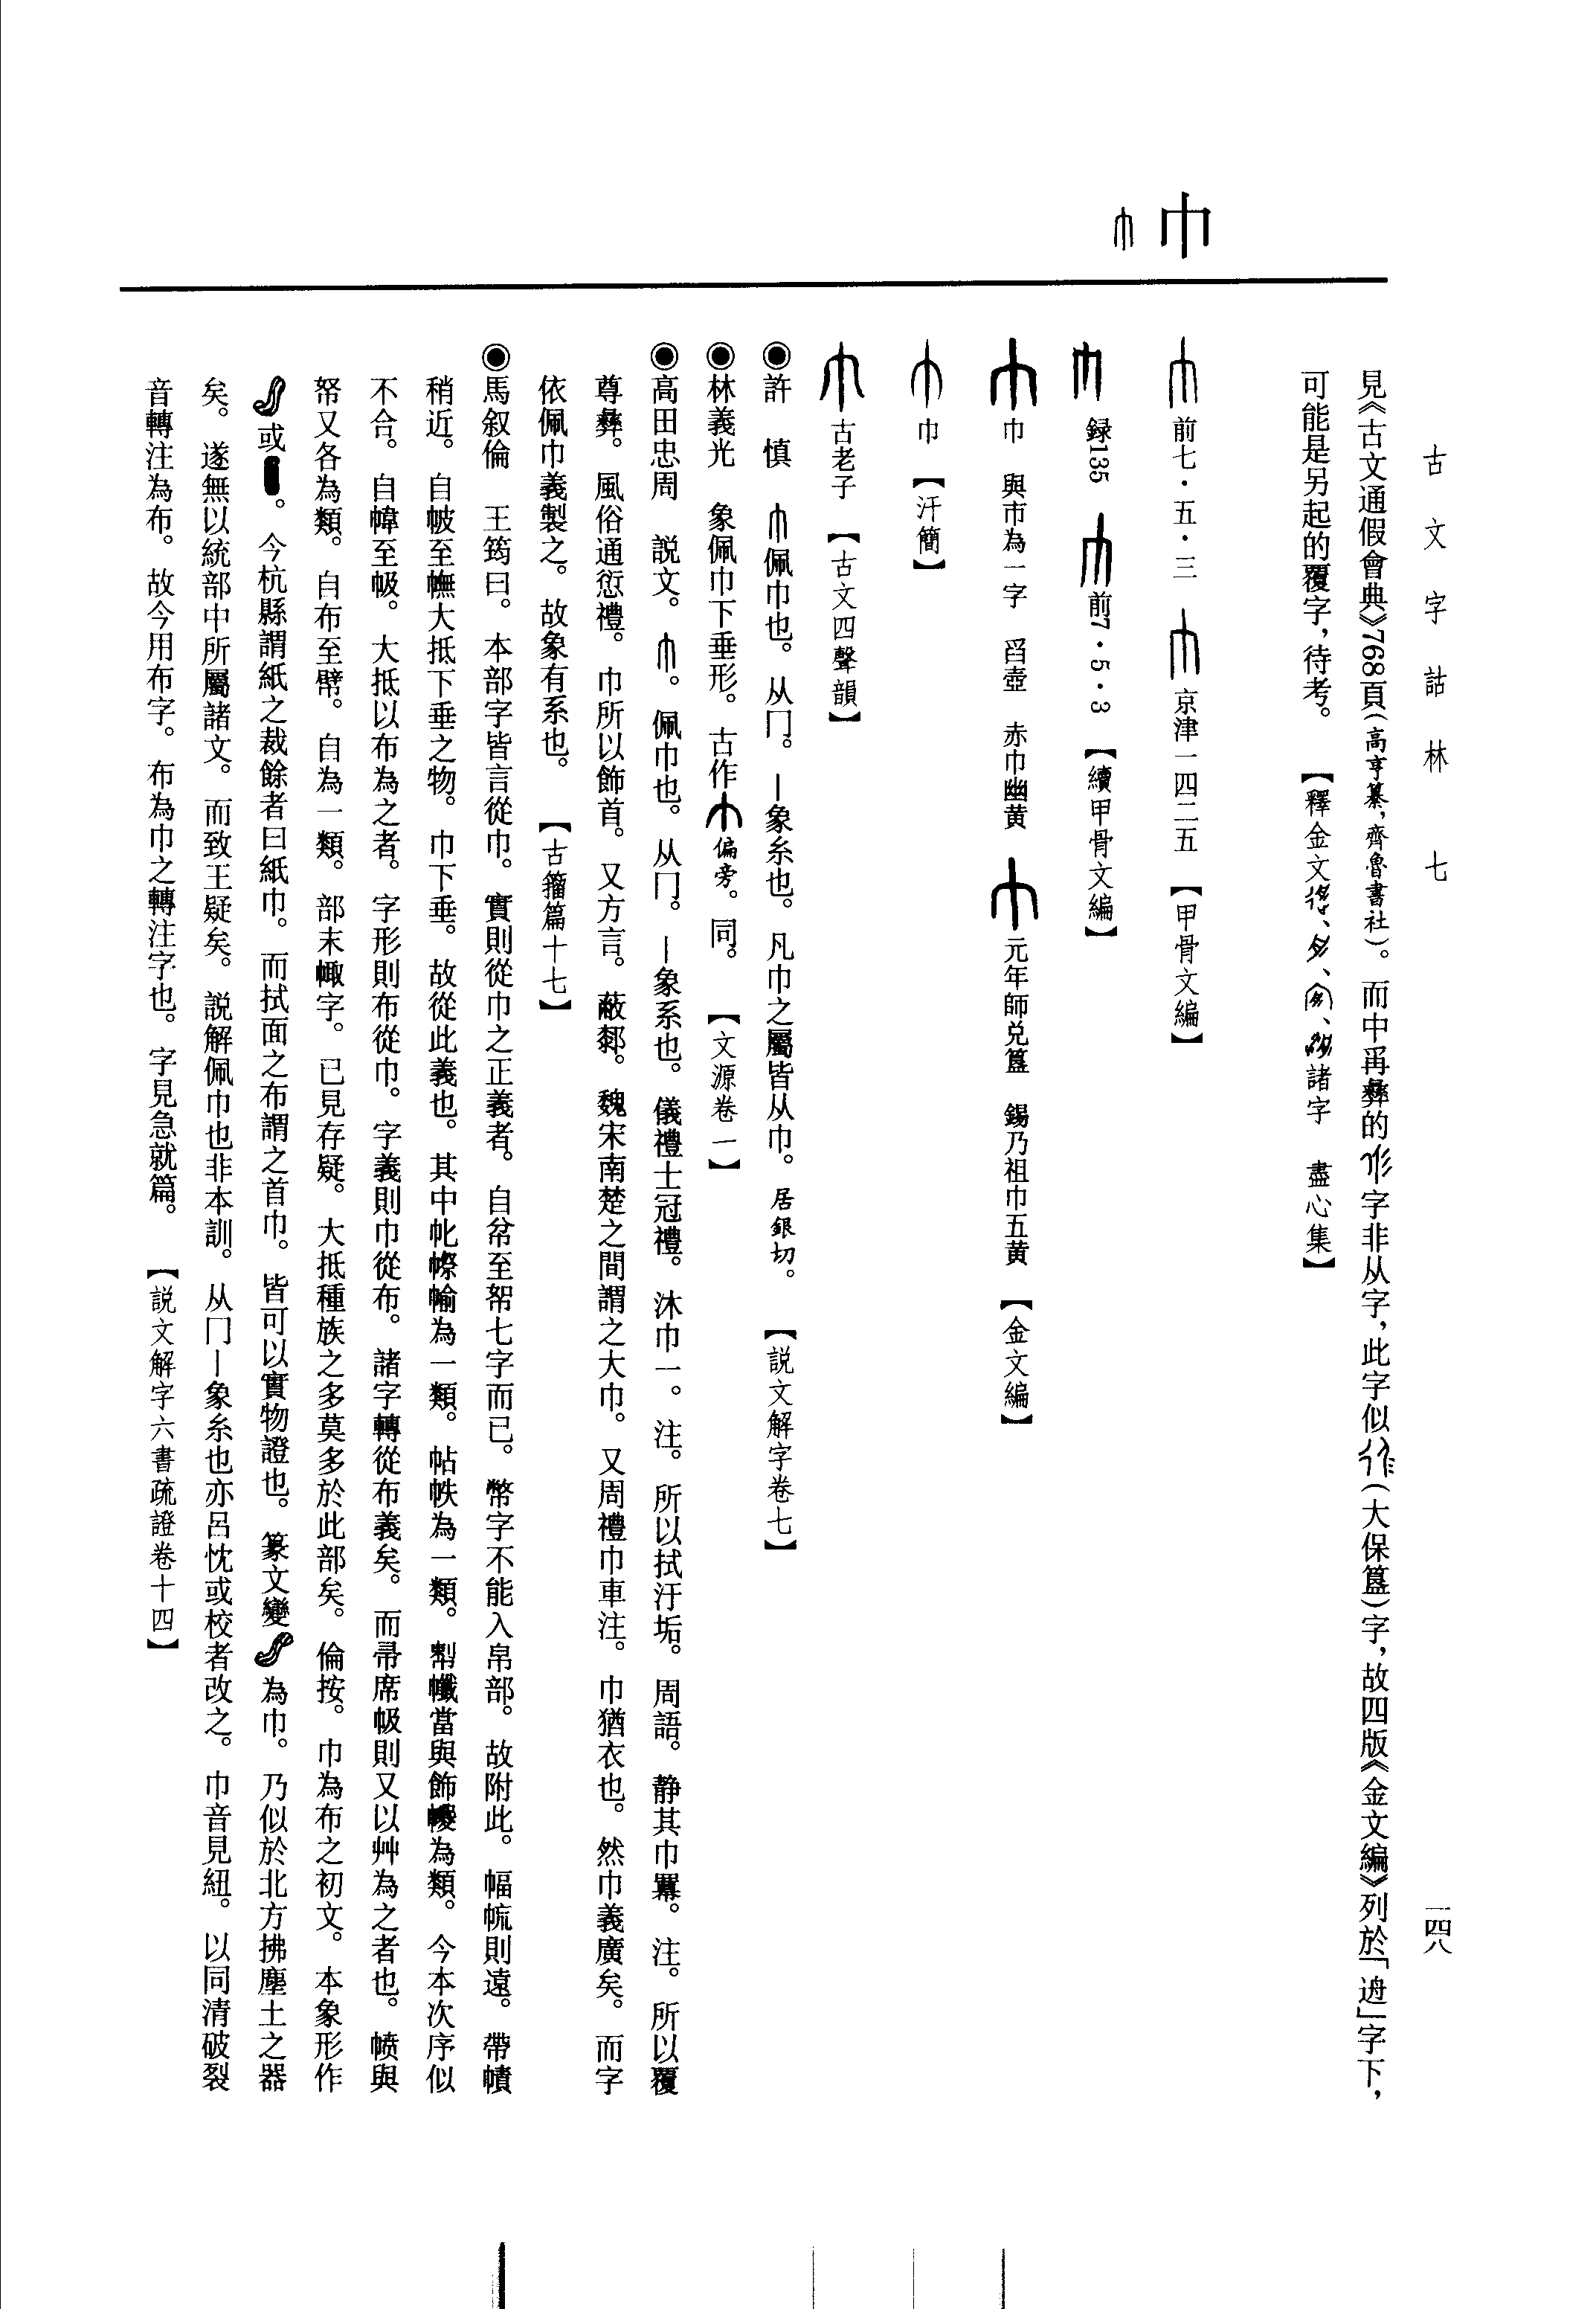 古文字詁林　七
一四八
見《古文通假會典》768頁(高亨纂，齊魯書社)。而中爯彝的字非从字，此字似(大保簋)字，故四版《金文編》列於「逰」字下，
可能是另起的覆字，待考。【釋金文、、、諸字　盡心集】
巾
前七・五・三　京津一四二五　【甲骨文編】
録135　前7・5・3　【續甲骨文編】
巾　與市為一字　舀壺　赤巾幽黄　元年師兑簋　錫乃祖巾五黄　【金文編】
巾　【汗簡】
古老子　【古文四聲韻】
◉許　慎　佩巾也。从冂。丨象糸也。凡巾之屬皆从巾。居銀切。　【説文解字卷七】
◉林義光　象佩巾下垂形。古作偏旁。同。　【文源卷一】
◉高田忠周　説文。。佩巾也。从冂。丨象系也。儀禮士冠禮。沐巾一。注。所以拭汙垢。周語。静其巾冪。注。所以覆
尊彝。風俗通愆禮。巾所以飾首。又方言。蔽䣛。魏宋南楚之間謂之大巾。又周禮巾車注。巾猶衣也。然巾義廣矣。而字
依佩巾義製之。故象有系也。　【古籀篇十七】
◉馬叙倫　王筠曰。本部字皆言從巾。實則從巾之正義者。自帉至帤七字而已。幣字不能入帛部。故附此。幅㡆則遠。帶幘
稍近。自帔至幠大抵下垂之物。巾下垂。故從此義也。其中㠲㡜㡏為一類。帖帙為一類。㡼㡨當與飾為類。今本次序似
不合。自幃至㠷。大抵以布為之者。字形則布從巾。字義則巾從布。諸字轉從布義矣。而帚席㠷則又以艸為之者也。幩與
帑又各為類。自布至幦。自為一類。部末㡇字。已見存疑。大抵種族之多莫多於此部矣。倫按。巾為布之初文。本象形作
或。今杭縣謂紙之裁餘者曰紙巾。而拭面之布謂之首巾。皆可以實物證也。篆文變為巾。乃似於北方拂塵土之器
矣。遂無以統部中所屬諸文。而致王疑矣。説解佩巾也非本訓。从冂丨象糸也亦呂忱或校者改之。巾音見紐。以同清破裂
音轉注為布。故今用布字。布為巾之轉注字也。字見急就篇。　【説文解字六書疏證卷十四】